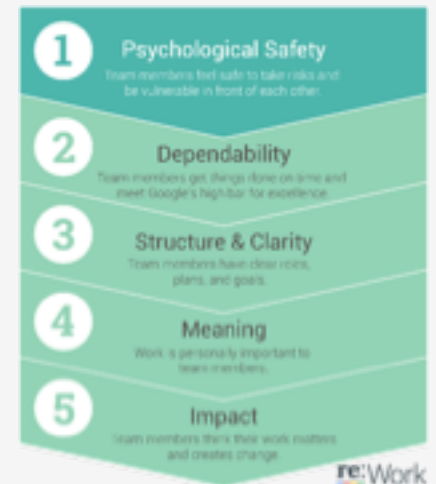 1
Psychological Safety
Team members feel safe to take risks and
be vulnerable in front of each other.
2
Dependability
Team members get things done on time and
meet Google's high bar for excellence.
3
Structure & Clarity
Team members have clear roles,
plans, and goals.
4
Meaning
Work is personally important to
team members.
5
Impact
Team members think their work matters
and creates change.
re:Work